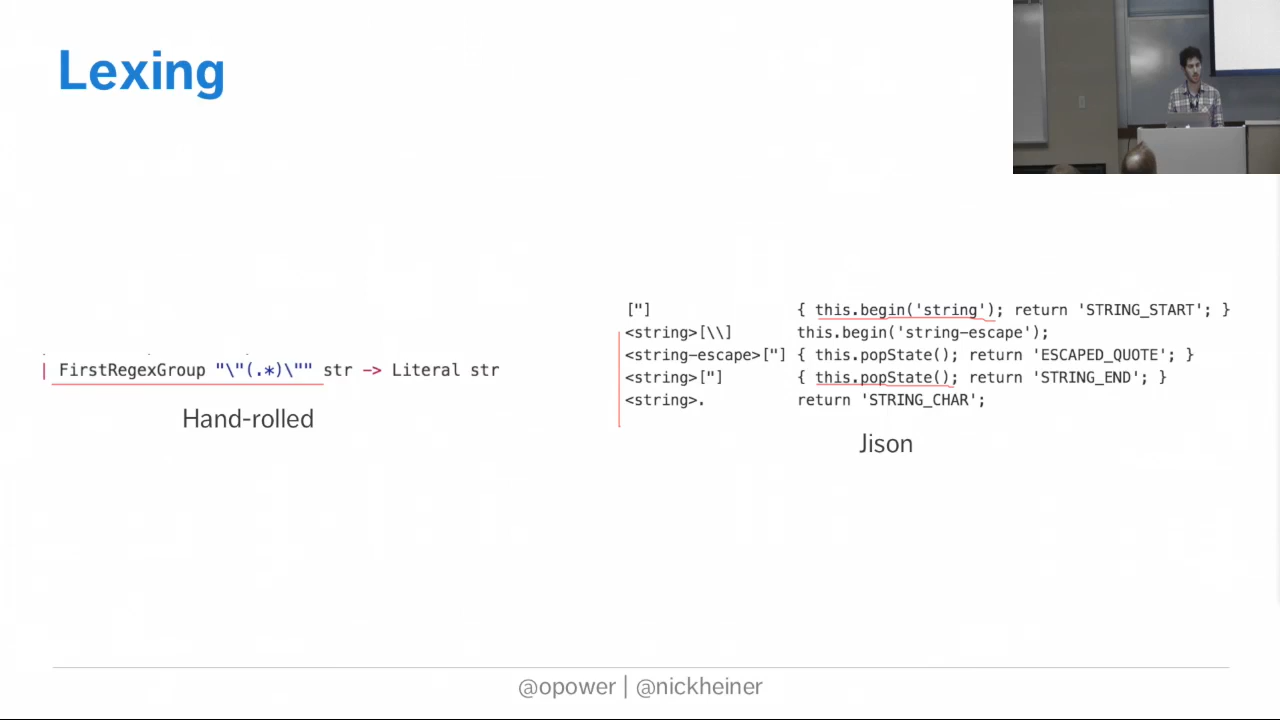 Lexing
| FirstRegexGroup "\"(.*)\"" str -> Literal str
Hand-rolled
["] { this.begin('string'); return 'STRING_START'; }
<string>[\\] this.begin('string-escape');
<string-escape>["] { this.popState(); return 'ESCAPED_QUOTE'; }
<string>["] { this.popState(); return 'STRING_END'; }
<string>. return 'STRING_CHAR';
Jison
@opower | @nickheiner